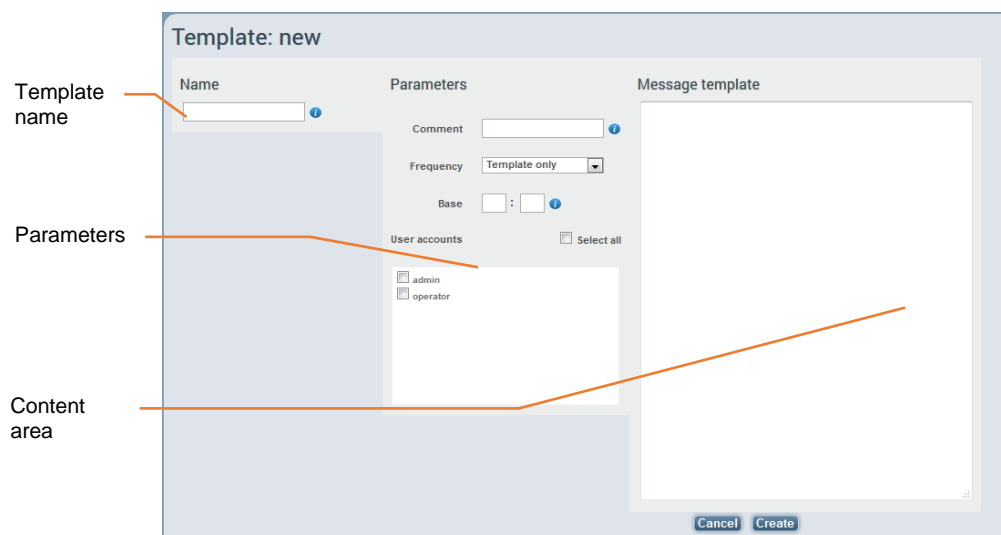 Template: new
Template
name
Name
Parameters
Comment
Frequency
Template only
Base
:
User accounts
Select all
admin
operator
Parameters
Message template
Content
area
Cancel
Create